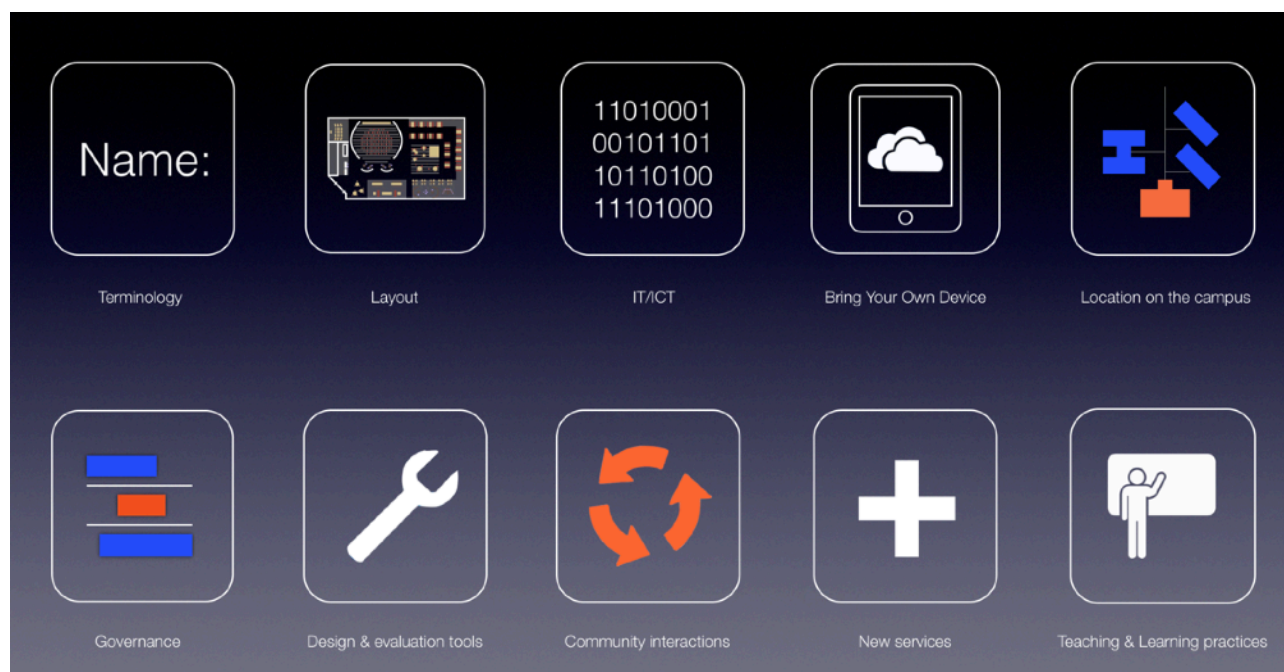 Name:
11010001
00101101
10110100
11101000
Terminology
Layout
IT/ICT
Bring Your Own Device
Location on the campus
Governance
Design & evaluation tools
Community interactions
New services
Teaching & Learning practices